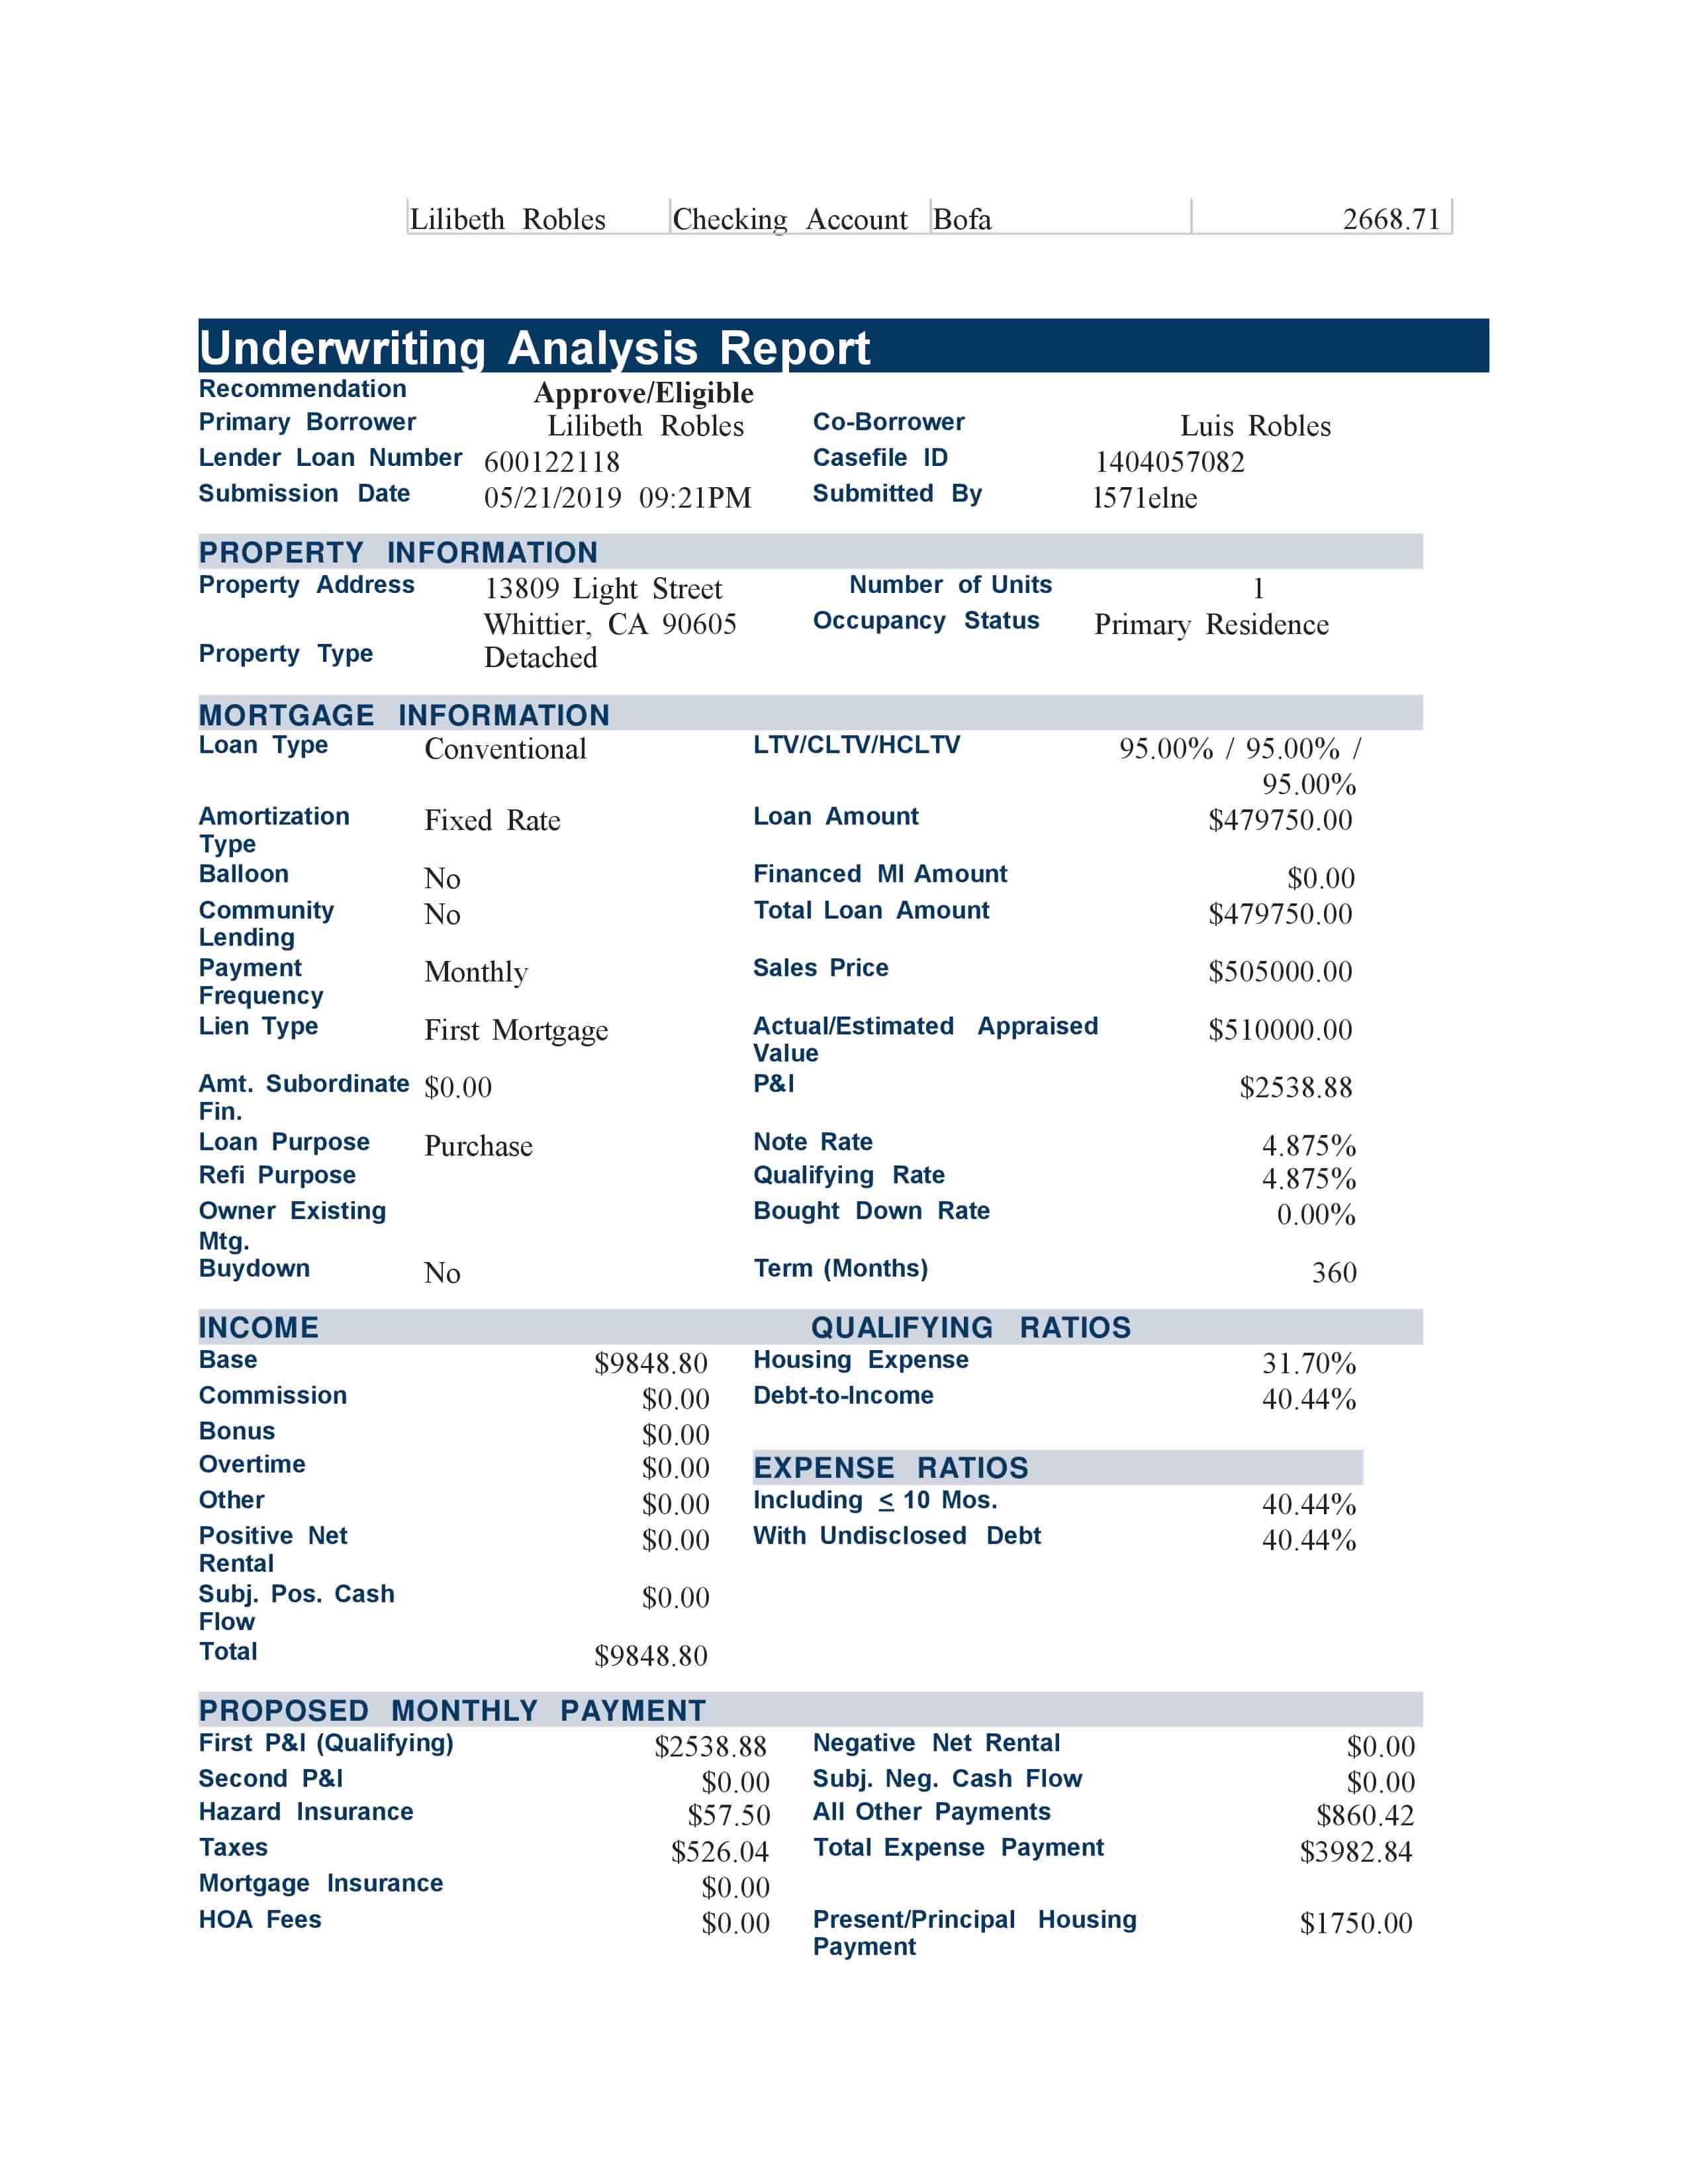 Lilibeth Robles Checking Account Bofa 2668.71
Underwriting Analysis Report
Recommendation Approve/Eligible
Primary Borrower Lilibeth Robles Co-Borrower Luis Robles
Lender Loan Number 600122118 Casefile ID 1404057082
Submission Date 05/21/2019 09:21PM Submitted By l571elne
PROPERTY INFORMATION
Property Address 13809 Light Street Number of Units 1
Whittier, CA 90605 Occupancy Status Primary Residence
Property Type Detached
MORTGAGE INFORMATION
Loan Type Conventional LTV/CLTV/HCLTV 95.00% / 95.00% /
95.00%
Amortization Fixed Rate Loan Amount $479750.00
Type
Balloon No Financed MI Amount $0.00
Community No Total Loan Amount $479750.00
Lending
Payment Monthly Sales Price $505000.00
Frequency
Lien Type First Mortgage Actual/Estimated Appraised $510000.00
Value
Amt. Subordinate $0.00 P&I $2538.88
Fin.
Loan Purpose Purchase Note Rate 4.875%
Refi Purpose Qualifying Rate 4.875%
Owner Existing Bought Down Rate 0.00%
Mtg.
Buydown No Term (Months) 360
INCOME QUALIFYING RATIOS
Base $9848.80 Housing Expense 31.70%
Commission $0.00 Debt-to-Income 40.44%
Bonus $0.00
Overtime $0.00 EXPENSE RATIOS
Other $0.00 Including ≤ 10 Mos. 40.44%
Positive Net $0.00 With Undisclosed Debt 40.44%
Rental
Subj. Pos. Cash $0.00
Flow
Total $9848.80
PROPOSED MONTHLY PAYMENT
First P&I (Qualifying) $2538.88 Negative Net Rental $0.00
Second P&I $0.00 Subj. Neg. Cash Flow $0.00
Hazard Insurance $57.50 All Other Payments $860.42
Taxes $526.04 Total Expense Payment $3982.84
Mortgage Insurance $0.00
HOA Fees $0.00 Present/Principal Housing $1750.00
Payment